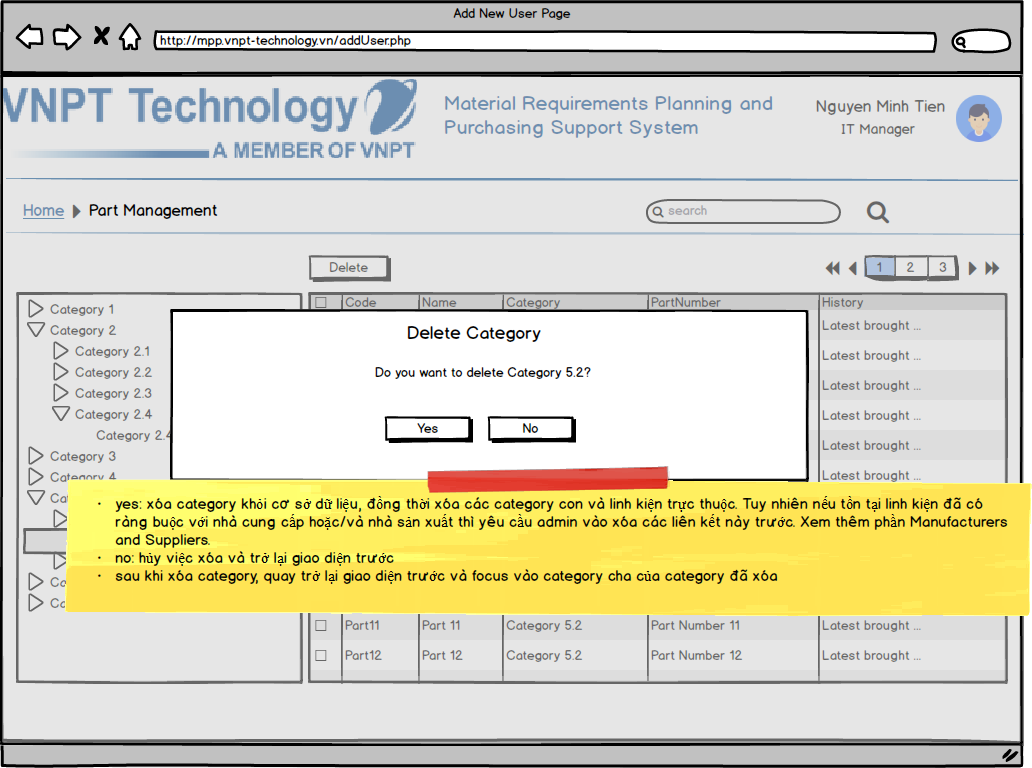 Add New User Page
http://mpp.vnpt-technology.vn/addUser.php
VNPT Technology
A MEMBER OF VNPT
Material Requirements Planning and
Purchasing Support System
Nguyen Minh Tien
IT Manager
Home Part Management
search
Delete
1 2 3
Category 1
Category 2
Category 2.1
Category 2.2
Category 2.3
Category 2.4
Category 3
Category 4
Code Name Category PartNumber History
Latest brought ...
Latest brought ...
Latest brought ...
Latest brought ...
Latest brought ...
Latest brought ...
Delete Category
Do you want to delete Category 5.2?
Yes No
· yes: xóa category khỏi cơ sở dữ liệu, đồng thời xóa các category con và linh kiện trực thuộc. Tuy nhiên nếu tồn tại linh kiện đã có
ràng buộc với nhà cung cấp hoặc/và nhà sản xuất thì yêu cầu admin vào xóa các liên kết này trước. Xem thêm phần Manufacturers
and Suppliers.
· no: hủy việc xóa và trở lại giao diện trước
· sau khi xóa category, quay trở lại giao diện trước và focus vào category cha của category đã xóa
Part11 Part 11 Category 5.2 Part Number 11 Latest brought ...
Part12 Part 12 Category 5.2 Part Number 12 Latest brought ...